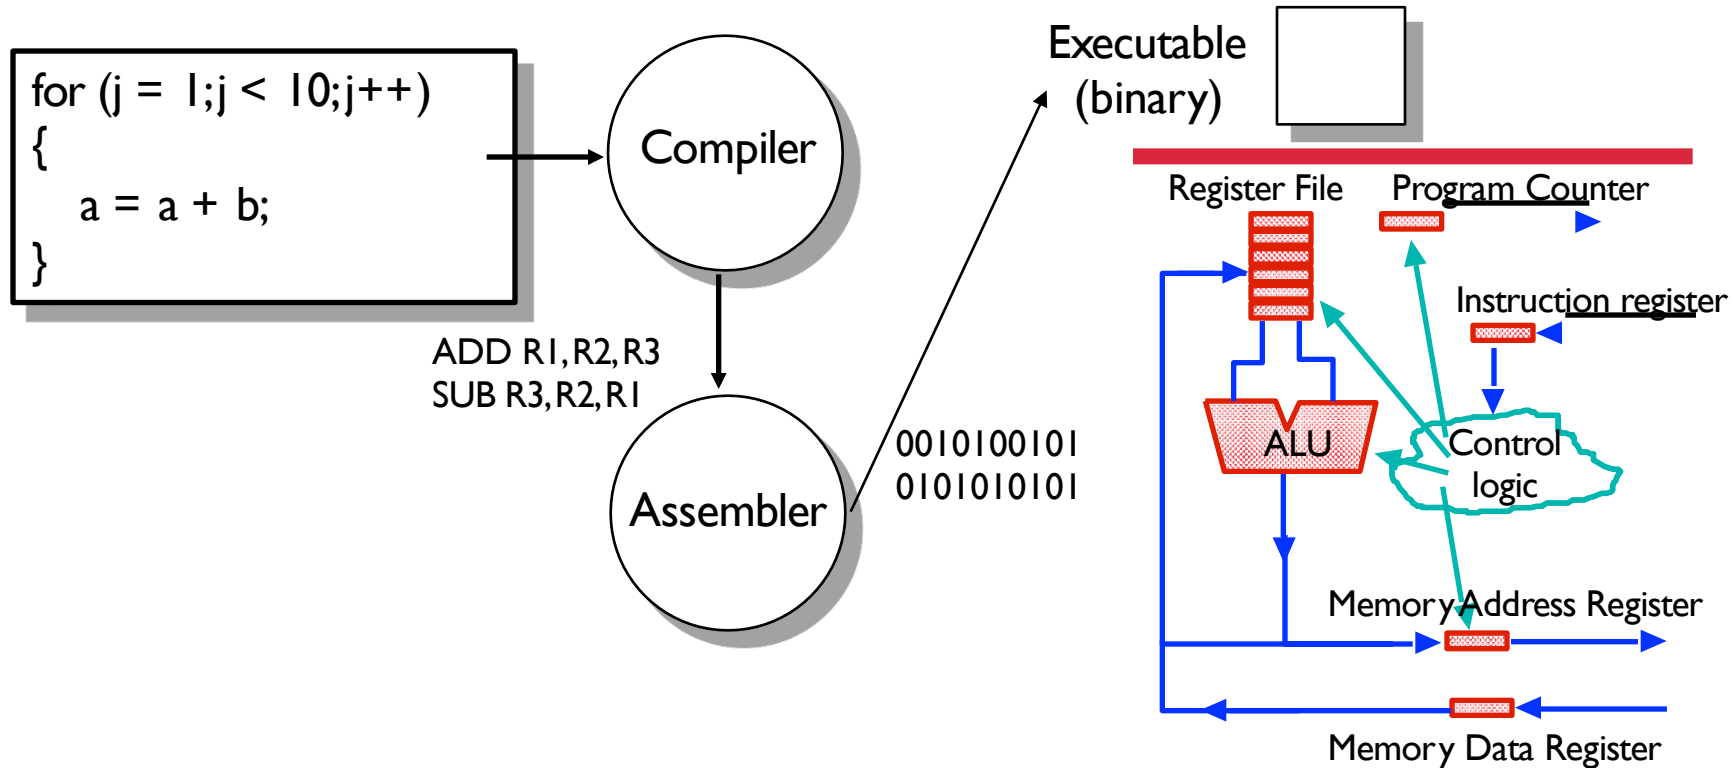 for (j = 1;j < 10;j++)
{
a = a + b;
}
Compiler
ADD R1,R2,R3
SUB R3,R2,R1
Assembler
0010100101
0101010101
Executable
(binary)
Register File
Program Counter
Instruction register
ALU
Control
logic
Memory Address Register
Memory Data Register